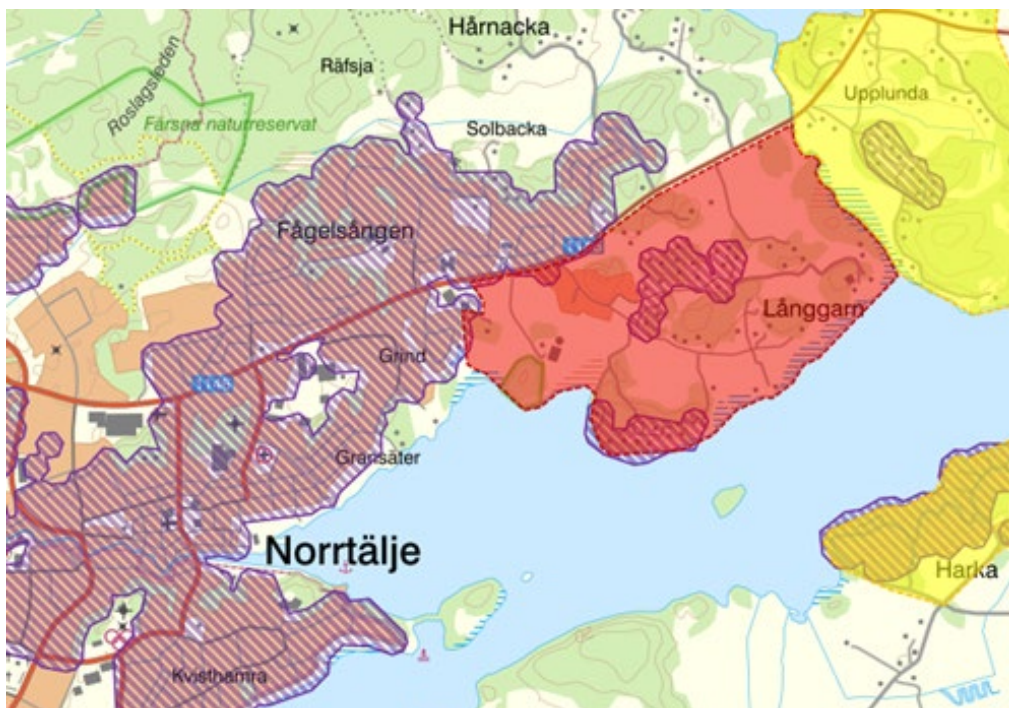 Hårnacka
Räfsja
Roslagsleden
Upplunda
Färsna naturreservat
Solbacka
Fågelsången
Långgarn
Grind
Gransäter
Norrtälje
Harka
Kvisthamra